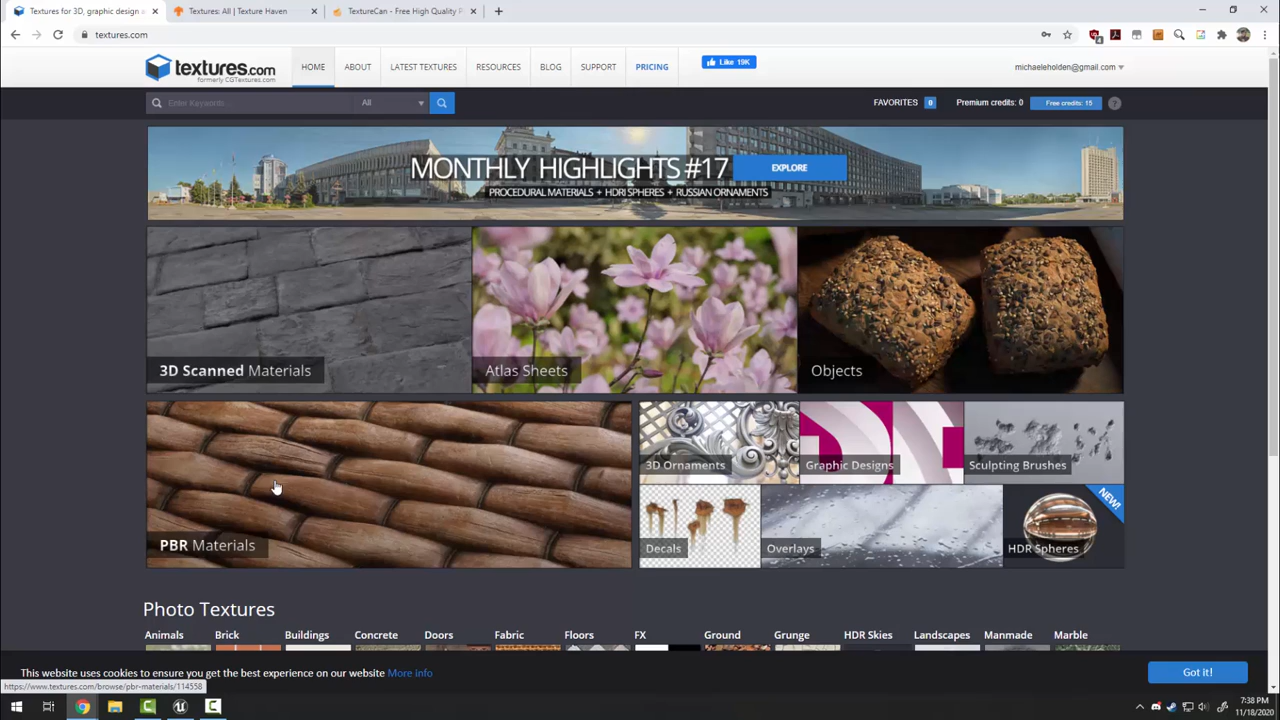 Textures for 3D, graphic design a
Textures: All | Texture Haven
TextureCan - Free High Quality P
textures.com
textures.com
formerly CGTextures.com
HOME
ABOUT
LATEST TEXTURES
RESOURCES
BLOG
SUPPORT
PRICING
Like 19K
michaeleholden@gmail.com
Enter Keyword...
All
FAVORITES 0
Premium credits: 0
Free credits: 15
?
MONTHLY HIGHLIGHTS #17
EXPLORE
PROCEDURAL MATERIALS + HDRI SPHERES + RUSSIAN ORNAMENTS
3D Scanned Materials
Atlas Sheets
Objects
PBR Materials
3D Ornaments
Graphic Designs
Sculpting Brushes
Decals
Overlays
HDR Spheres
NEW!
Photo Textures
Animals
Brick
Buildings
Concrete
Doors
Fabric
Floors
FX
Ground
Grunge
HDR Skies
Landscapes
Manmade
Marble
This website uses cookies to ensure you get the best experience on our website More info
Got it!
https://www.textures.com/browse/pbr-materials/114558
7:38 PM
11/18/2020